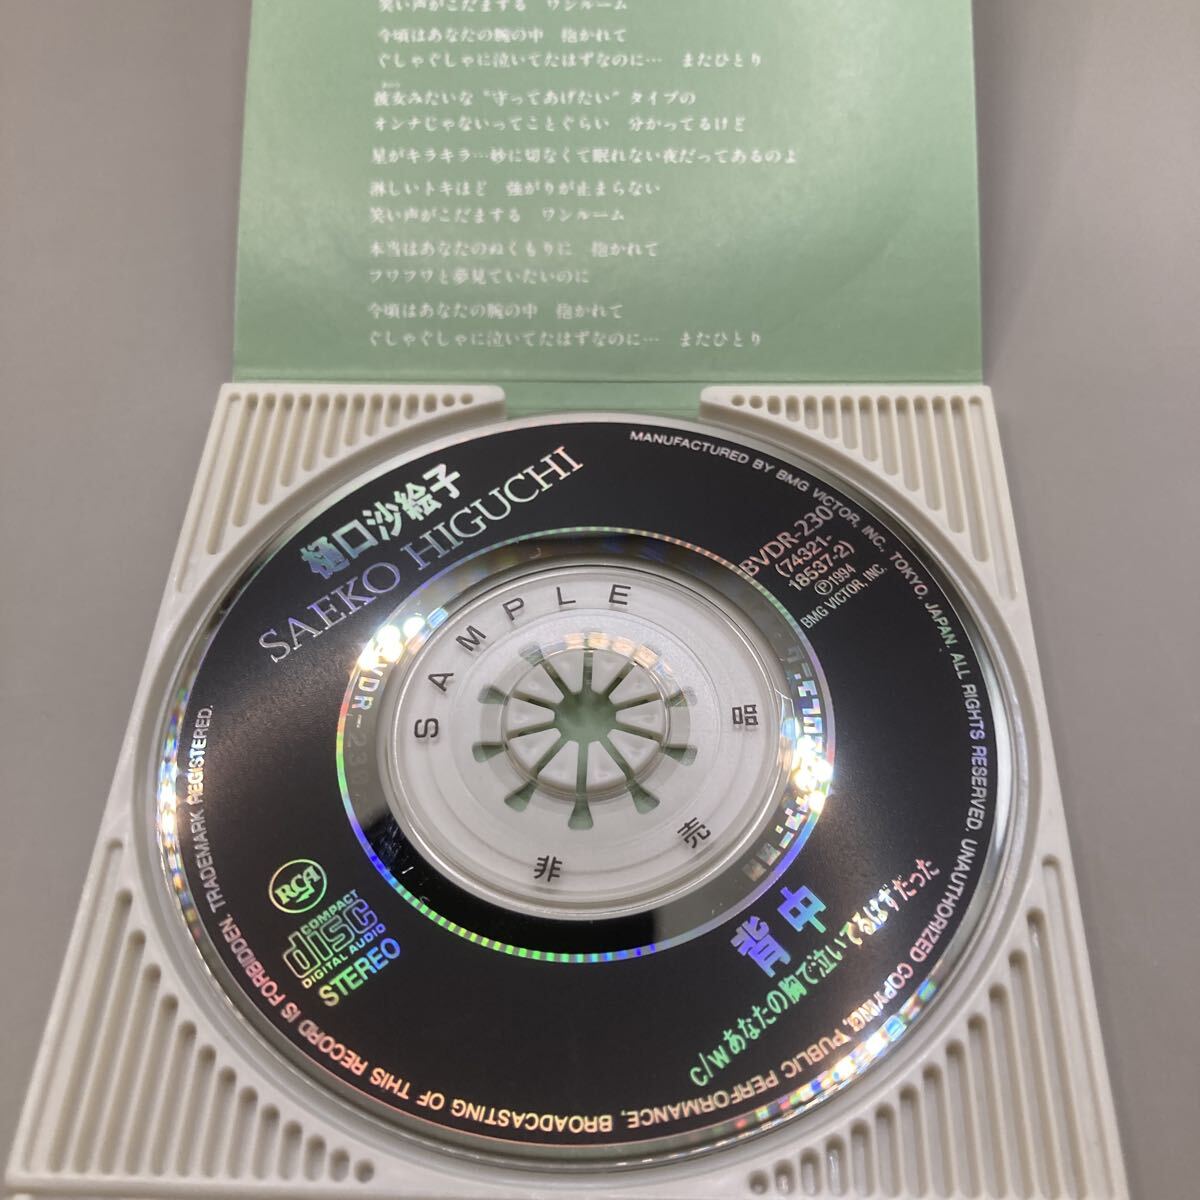 笑い声がこだまする　ワンルーム
今頃はあなたの腕の中　抱かれて
ぐしゃぐしゃに泣いてたはずなのに…　またひとり
彼女みたいな“守ってあげたい”タイプの
オンナじゃないってことぐらい　分かってるけど
星がキラキラ…妙に切なくて眠れない夜だってあるのよ
淋しいトキほど　強がりが止まらない
笑い声がこだまする　ワンルーム
本当はあなたのぬくもりに　抱かれて
フワフワと夢見ていたいのに
今頃はあなたの腕の中　抱かれて
ぐしゃぐしゃに泣いてたはずなのに…　またひとり
樋口沙絵子
SAEKO HIGUCHI
BVDR-2307
(74321-
18537-2)
Ⓟ1994
BMG VICTOR, INC.
SAMPLE
非売品
RCA
COMPACT
disc
DIGITAL AUDIO
STEREO
背中
c/wあなたの胸で泣いてるはずだった
MANUFACTURED BY BMG VICTOR, INC. TOKYO, JAPAN. ALL RIGHTS RESERVED. UNAUTHORIZED COPYING, PUBLIC PERFORMANCE, BROADCASTING OF THIS RECORD IS FORBIDDEN. TRADEMARK REGISTERED.